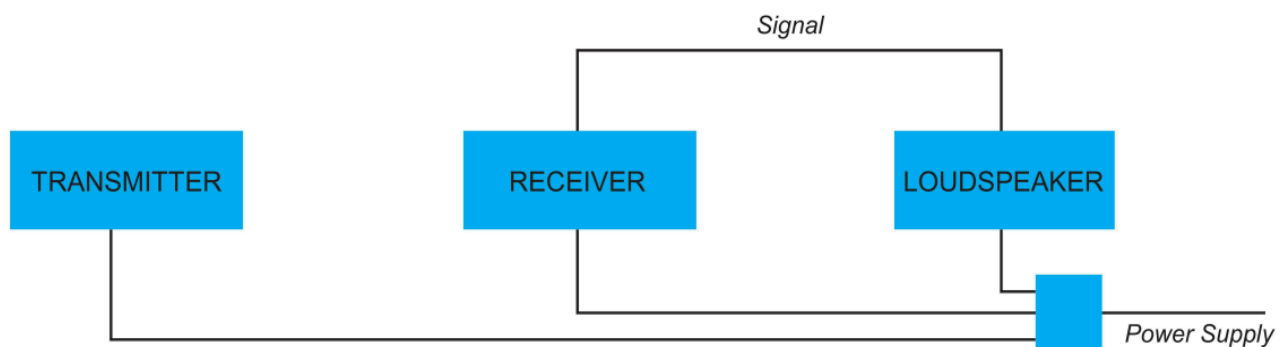 Signal
TRANSMITTER
RECEIVER
LOUDSPEAKER
Power Supply